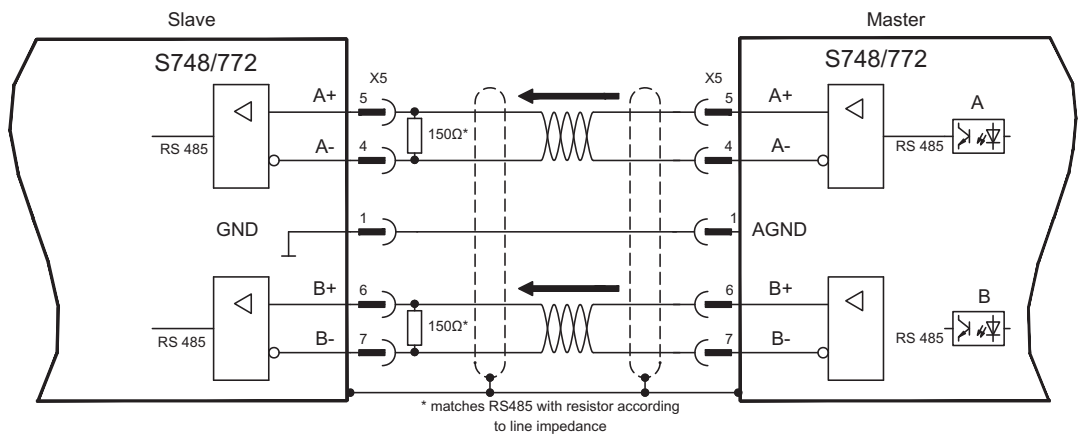 Slave
Master
S748/772
S748/772
X5
X5
A+
5
5
A+
A
150Ω*
RS 485
A-
4
4
A-
RS 485
GND
1
1
AGND
B+
6
6
B+
B
150Ω*
RS 485
B-
7
7
B-
RS 485
* matches RS485 with resistor according
to line impedance